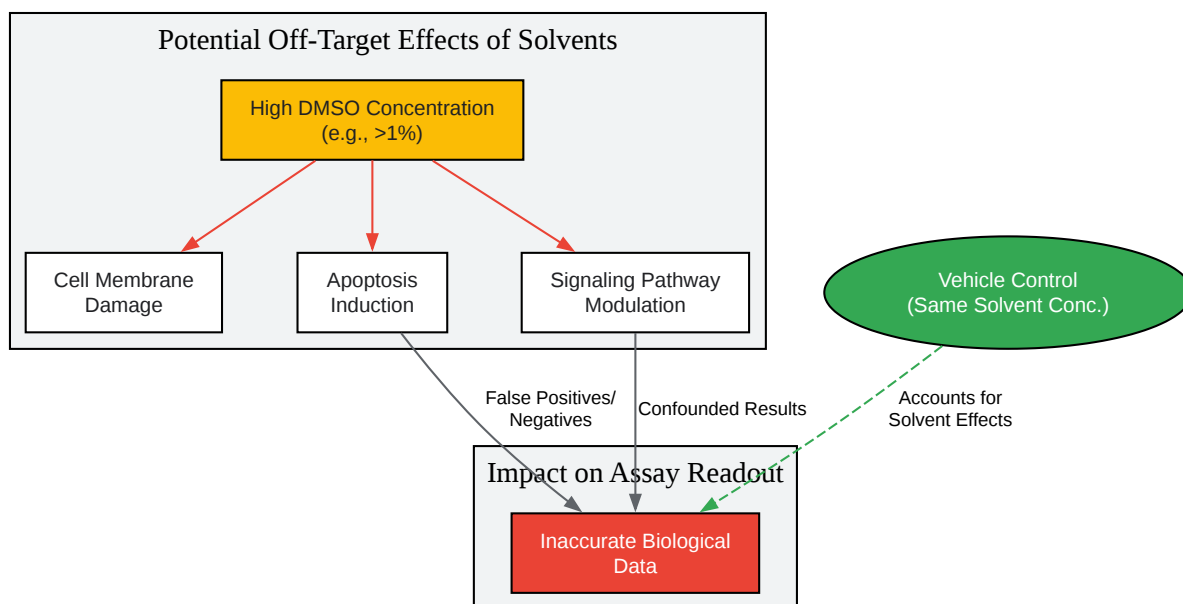 Potential Off-Target Effects of Solvents
High DMSO Concentration
(e.g., >1%)
Cell Membrane
Damage
Apoptosis
Induction
Signaling Pathway
Modulation
Vehicle Control
(Same Solvent Conc.)
False Positives/
Negatives
Confounded Results
Accounts for
Solvent Effects
Impact on Assay Readout
Inaccurate Biological
Data